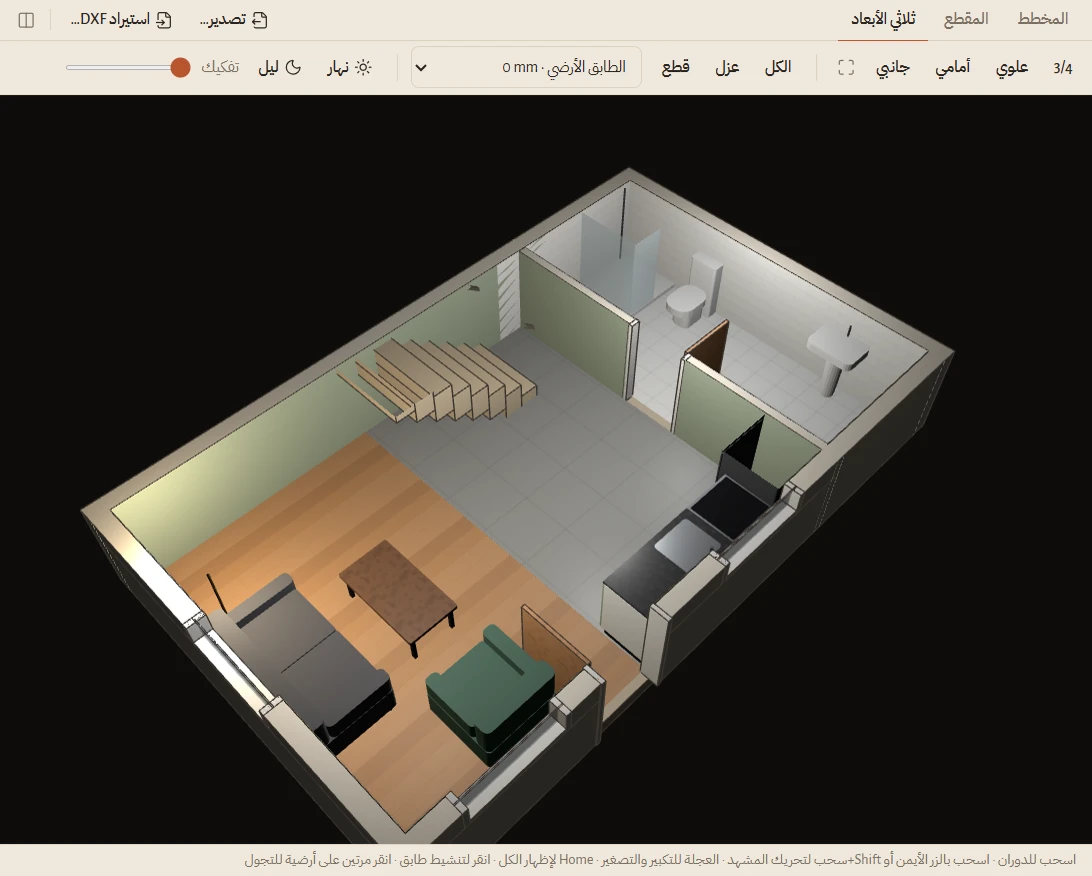 المخطط المقطع ثلاثي الأبعاد تصدير... استيراد DXF...
3/4 علوي أمامي جانبي الكل عزل قطع الطابق الأرضي · 0 mm نهار ليل تفكيك
اسحب للدوران · اسحب بالزر الأيمن أو Shift+سحب لتحريك المشهد · العجلة للتكبير والتصغير · Home لإظهار الكل · انقر لتنشيط طابق · انقر مرتين على أرضية للتجول